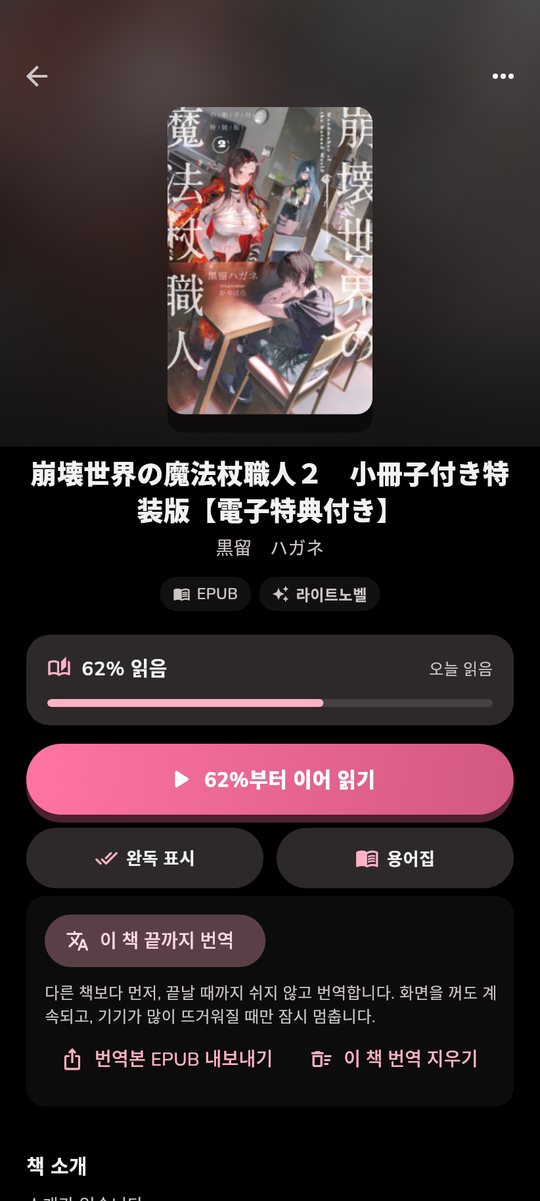 崩壊世界の
魔法杖職人
2
黒留ハガネ
かやはら
崩壊世界の魔法杖職人２　小冊子付き特
装版【電子特典付き】
黒留　ハガネ
EPUB
라이트노벨
62% 읽음
오늘 읽음
62%부터 이어 읽기
완독 표시
용어집
이 책 끝까지 번역
다른 책보다 먼저, 끝날 때까지 쉬지 않고 번역합니다. 화면을 꺼도 계
속되고, 기기가 많이 뜨거워질 때만 잠시 멈춥니다.
번역본 EPUB 내보내기
이 책 번역 지우기
책 소개